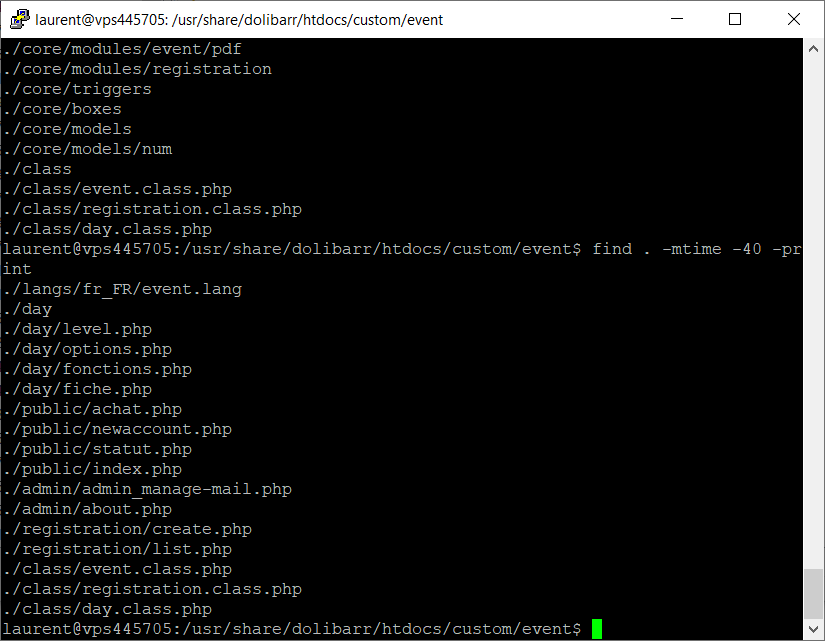 laurent@vps445705: /usr/share/dolibarr/htdocs/custom/event
./core/modules/event/pdf
./core/modules/registration
./core/triggers
./core/boxes
./core/models
./core/models/num
./class
./class/event.class.php
./class/registration.class.php
./class/day.class.php
laurent@vps445705:/usr/share/dolibarr/htdocs/custom/event$ find . -mtime -40 -pr
int
./langs/fr_FR/event.lang
./day
./day/level.php
./day/options.php
./day/fonctions.php
./day/fiche.php
./public/achat.php
./public/newaccount.php
./public/statut.php
./public/index.php
./admin/admin_manage-mail.php
./admin/about.php
./registration/create.php
./registration/list.php
./class/event.class.php
./class/registration.class.php
./class/day.class.php
laurent@vps445705:/usr/share/dolibarr/htdocs/custom/event$